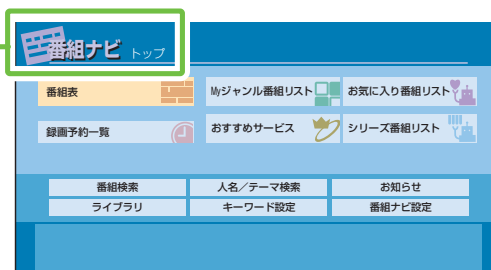 番組ナビ トップ
番組表
Myジャンル番組リスト
お気に入り番組リスト
録画予約一覧
おすすめサービス
シリーズ番組リスト
番組検索
人名／テーマ検索
お知らせ
ライブラリ
キーワード設定
番組ナビ設定